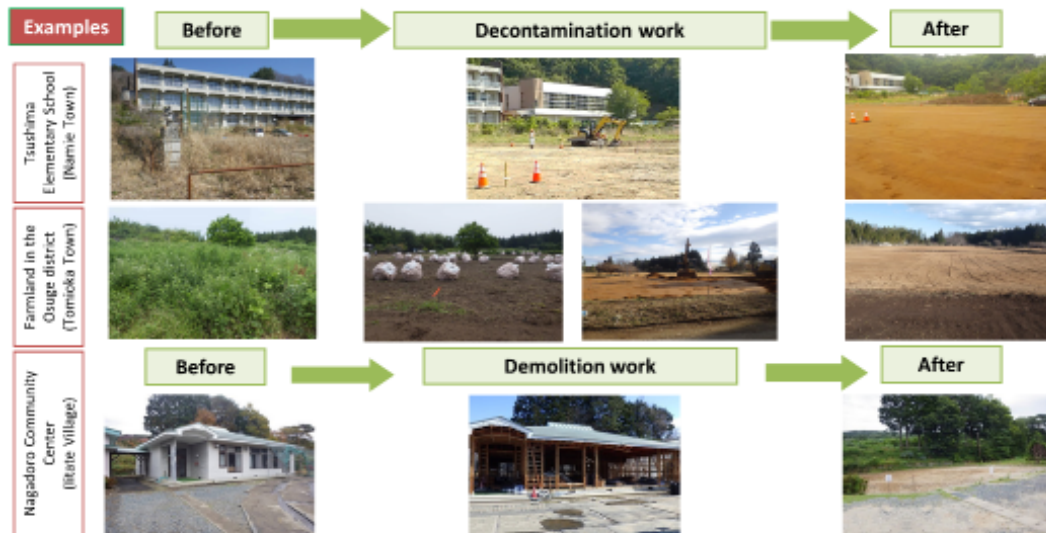 Examples
Before
Decontamination work
After
Tsushima
Elementary School
(Namie Town)
Farmland in the
Osuge district
(Tomioka Town)
Before
Demolition work
After
Nagadoro Community
Center
(Iitate Village)